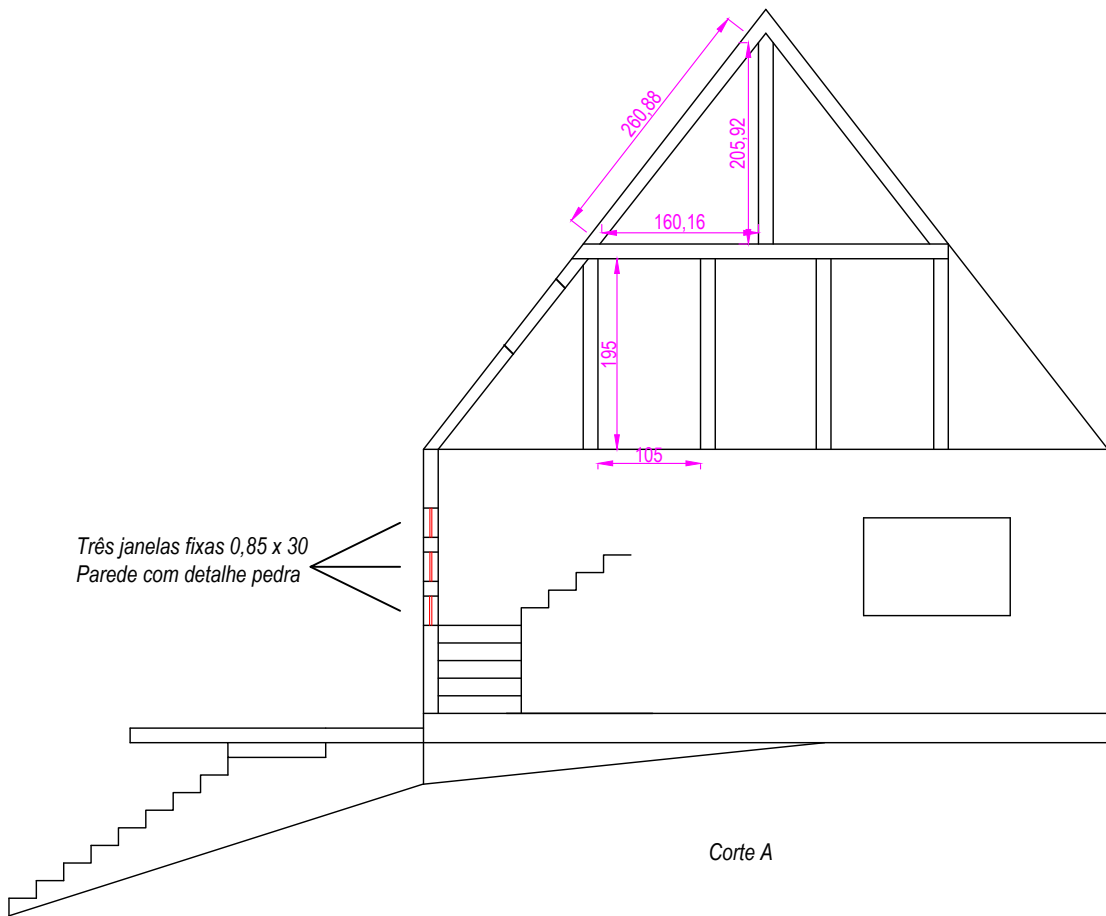 260,88
205,92
160,16
195
105
Três janelas fixas 0,85 x 30
Parede com detalhe pedra
Corte A